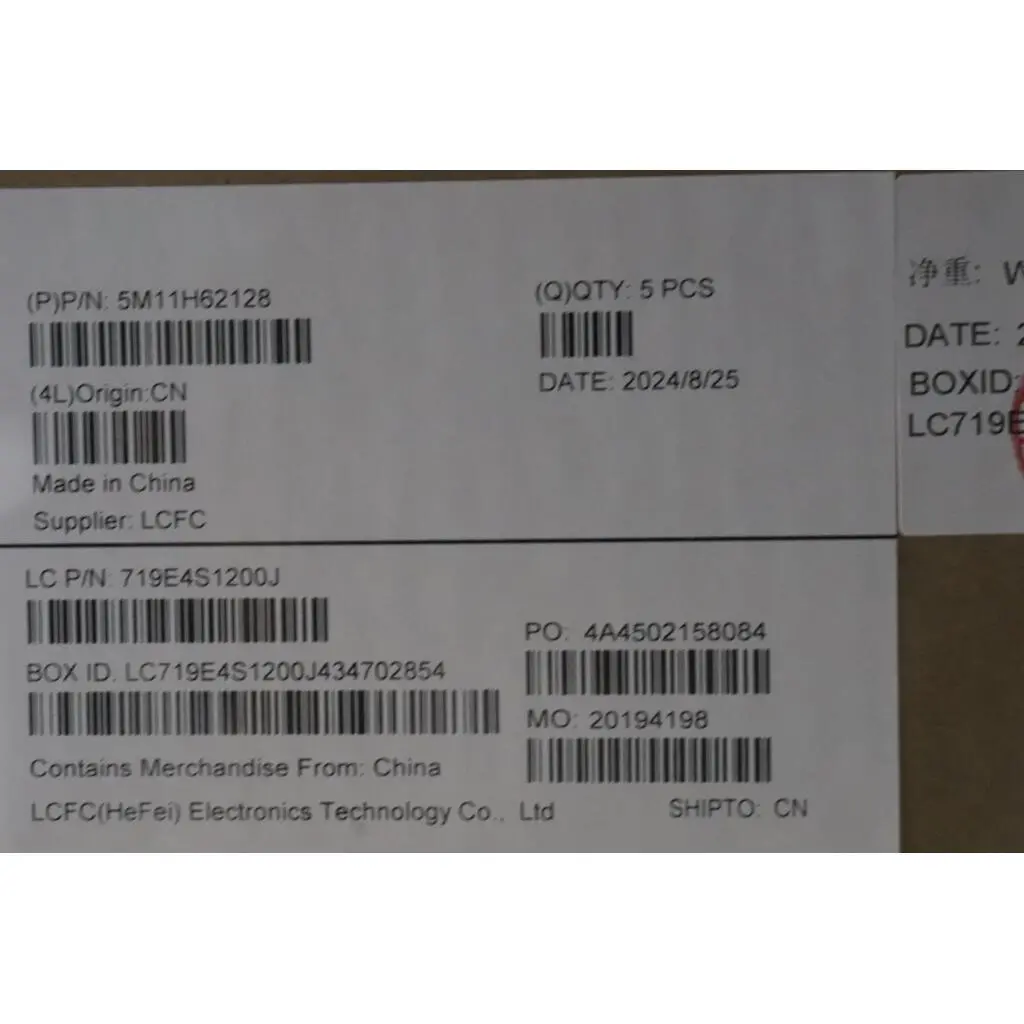 (P)P/N: 5M11H62128
(Q)QTY: 5 PCS
(4L)Origin:CN
DATE: 2024/8/25
Made in China
Supplier: LCFC
LC P/N: 719E4S1200J
PO: 4A4502158084
BOX ID. LC719E4S1200J434702854
MO: 20194198
Contains Merchandise From: China
LCFC(HeFei) Electronics Technology Co., Ltd
SHIPTO: CN
净重:
DATE: 2
BOXID:
LC719E